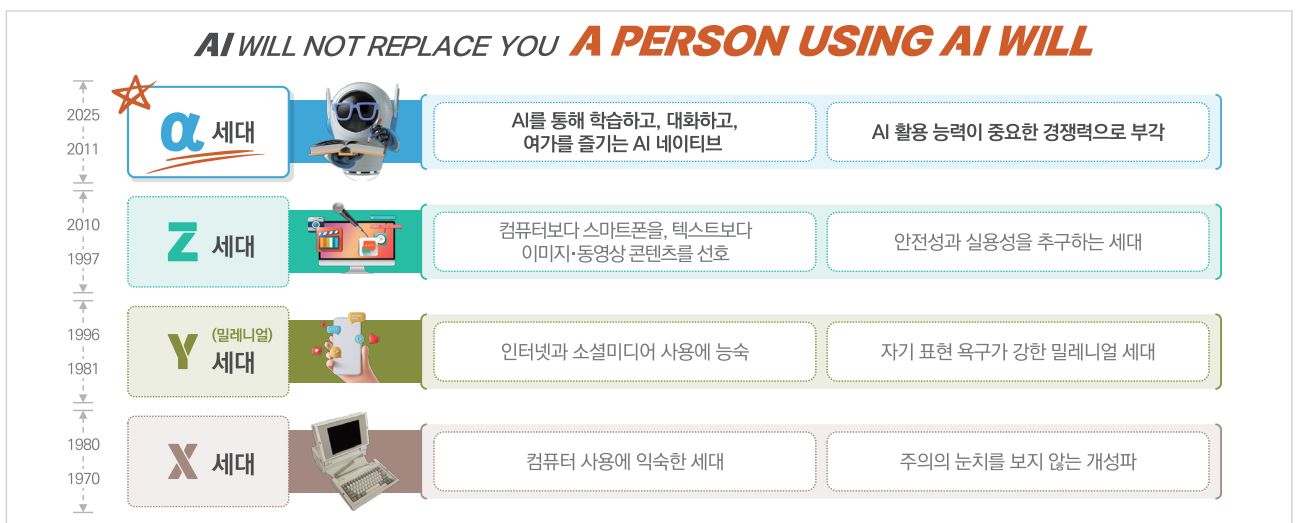 AI WILL NOT REPLACE YOU A PERSON USING AI WILL
2025
2011
α 세대
AI를 통해 학습하고, 대화하고,
여가를 즐기는 AI 네이티브
AI 활용 능력이 중요한 경쟁력으로 부각
2010
1997
Z 세대
컴퓨터보다 스마트폰을, 텍스트보다
이미지·동영상 콘텐츠를 선호
안전성과 실용성을 추구하는 세대
1996
1981
Y (밀레니얼)
세대
인터넷과 소셜미디어 사용에 능숙
자기 표현 욕구가 강한 밀레니얼 세대
1980
1970
X 세대
컴퓨터 사용에 익숙한 세대
주의의 눈치를 보지 않는 개성파